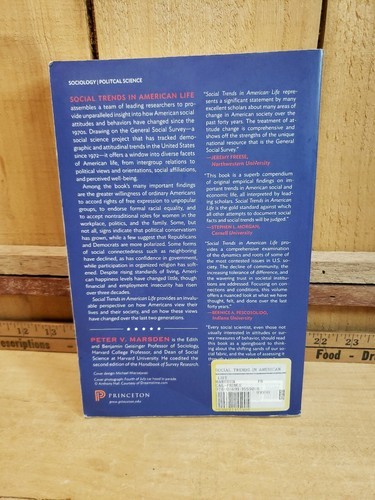 SOCIOLOGY | POLITICAL SCIENCE
SOCIAL TRENDS IN AMERICAN LIFE
assembles a team of leading researchers to pro-
vide unparalleled insight into how American social
attitudes and behaviors have changed since the
1970s. Drawing on the General Social Survey—a
social science project that has tracked demo-
graphic and attitudinal trends in the United States
since 1972—it offers a window into diverse facets
of American life, from intergroup relations to
political views and orientations, social affiliations,
and perceived well-being.
Among the book's many important findings
are the greater willingness of ordinary Americans
to accord rights of free expression to unpopular
groups, to endorse formal racial equality, and
to accept nontraditional roles for women in the
workplace, politics, and the family. Some, but
not all, signs indicate that political conservatism
has grown, while a few suggest that Republicans
and Democrats are more polarized. Some forms
of social connectedness such as neighboring
have declined, as has confidence in government,
while participation in organized religion has soft-
ened. Despite rising standards of living, Ameri-
can happiness levels have changed little, though
financial and employment insecurity has risen
over three decades.
Social Trends in American Life provides an invalu-
able perspective on how Americans view their
lives and their society, and on how these views
have changed over the last two generations.
PETER V. MARSDEN is the Edith
and Benjamin Geisinger Professor of Sociology,
Harvard College Professor, and Dean of Social
Science at Harvard University. He coedited the
second edition of the Handbook of Survey Research.
Cover design:
Cover photograph: Fourth of July
PRINCETON
"Social Trends in American Life repre-
sents a significant statement by many
excellent scholars about many areas of
change in American society over the
past forty years. The treatment of at-
titude change is comprehensive and
shows off the strengths of the unique
national resource that is the General
Social Survey."
—JEREMY FREESE,
Northwestern University
"This book is a superb compendium
of original empirical findings on im-
portant trends in American social and
economic life, all interpreted by lead-
ing scholars. Social Trends in American
Life is the gold standard against which
all other attempts to document social
facts and social trends will be judged."
—STEPHEN L. MORGAN,
Cornell University
"Social Trends in American Life pro-
vides a comprehensive examination
of the dynamics and roots of some of
the most contested issues in U.S. so-
ciety. The decline of community, the
increasing tolerance of difference, and
the wavering trust in societal institu-
tions are addressed. Focusing on con-
nections and conditions, this volume
offers a nuanced look at what we have
thought, felt, and done over the last
forty years."
—BERNICE A. PESCOSOLIDO,
Indiana University
"Every social scientist, even those not
usually interested in attitudes or sur-
vey measures of behavior, should read
this book as a springboard to think-
ing about the shifting sands of our so-
cial fabric, and the value of assessing it
SOCIAL TRENDS IN AMERICAN
Food - Dr